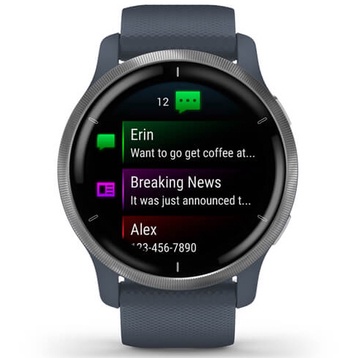 12
Erin
Want to go get coffee at...
Breaking News
It was just announced t...
Alex
123-456-7890